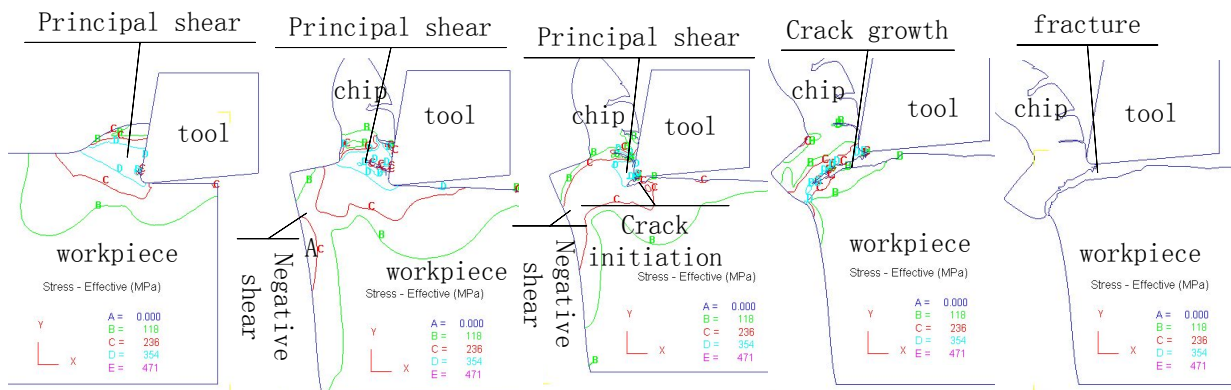 Principal shear
tool
C
C
D
D
E
C
C
B
C
workpiece
Stress - Effective (MPa)
Y
X
A = 0.000
B = 118
C = 236
D = 354
E = 471
Principal shear
chip
tool
B
B
D
B
C
B
A
C
workpiece
Negative shear
Stress - Effective (MPa)
Y
X
A = 0.000
B = 118
C = 236
D = 354
E = 471
Principal shear
chip
tool
B
B
D
C
C
B
Crack
initiation
Negative shear
B
Stress - Effective (MPa)
Y
X
A = 0.000
B = 118
C = 236
D = 354
E = 471
Crack growth
chip
tool
B
C
C
B
B
B
C
workpiece
Stress - Effective (MPa)
Y
X
A = 0.000
B = 118
C = 236
D = 354
E = 471
fracture
chip
tool
workpiece
Stress - Effective (MPa)
Y
X
A = 0.000
B = 118
C = 236
D = 354
E = 471